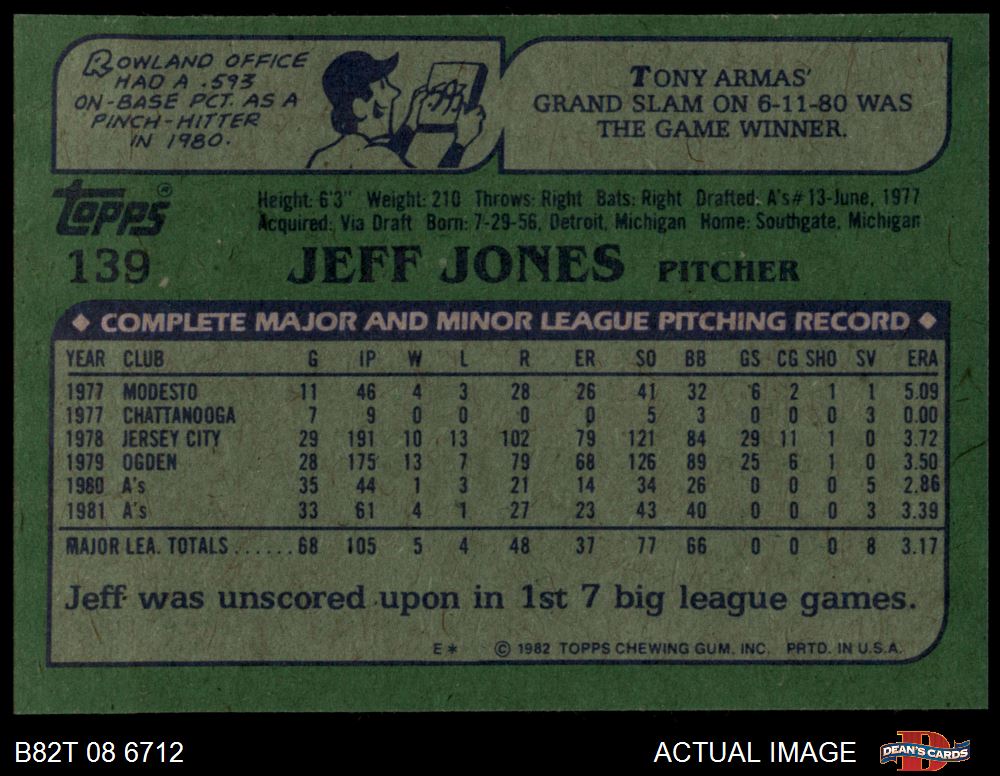 ROWLAND OFFICE
HAD A .593
ON-BASE PCT. AS A
PINCH-HITTER
IN 1980.
TONY ARMAS'
GRAND SLAM ON 6-11-80 WAS
THE GAME WINNER.
Topps®
Height: 6'3" Weight: 210 Throws: Right Bats: Right Drafted: A's#13-June, 1977
Acquired: Via Draft Born: 7-29-56, Detroit, Michigan Home: Southgate, Michigan
139 JEFF JONES PITCHER
◆ COMPLETE MAJOR AND MINOR LEAGUE PITCHING RECORD ◆
YEAR CLUB G IP W L R ER SO BB GS CG SHO SV ERA
1977 MODESTO 11 46 4 3 28 26 41 32 6 2 1 1 5.09
1977 CHATTANOOGA 7 9 0 0 0 0 5 3 0 0 0 3 0.00
1978 JERSEY CITY 29 191 10 13 102 79 121 84 29 11 1 0 3.72
1979 OGDEN 28 175 13 7 79 68 126 89 25 6 1 0 3.50
1980 A's 35 44 1 3 21 14 34 26 0 0 0 5 2.86
1981 A's 33 61 4 1 27 23 43 40 0 0 0 3 3.39
MAJOR LEA. TOTALS ......68 105 5 4 48 37 77 66 0 0 0 8 3.17
Jeff was unscored upon in 1st 7 big league games.
E* © 1982 TOPPS CHEWING GUM, INC. PRTD. IN U.S.A.
B82T 08 6712 ACTUAL IMAGE DEAN'S CARDS